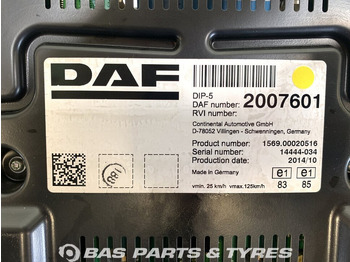 DAF
DIP-5
DAF number: 2007601
RVI number:
Continental Automotive GmbH
D-78052 Villingen - Schwenningen, Germany
Product number: 1569.00020516
Serial number: 14444-034
Production date: 2014/10
Made in Germany
vmin. 25 km/h vmax.125km/h
e1 e1
83 85
BAS PARTS & TYRES